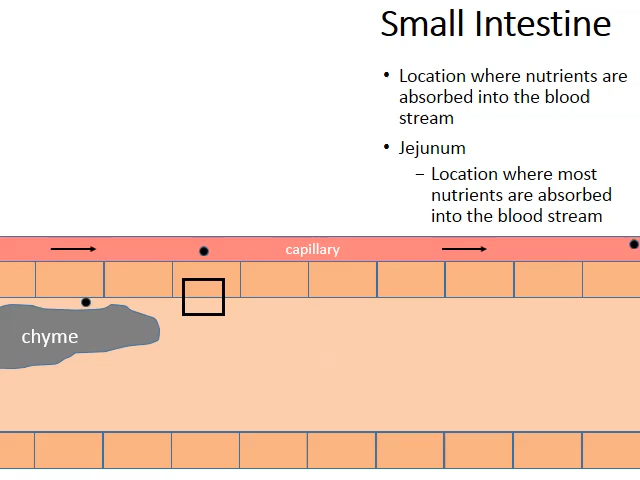 Small Intestine
• Location where nutrients are
absorbed into the blood
stream
• Jejunum
– Location where most
nutrients are absorbed
into the blood stream
capillary
chyme